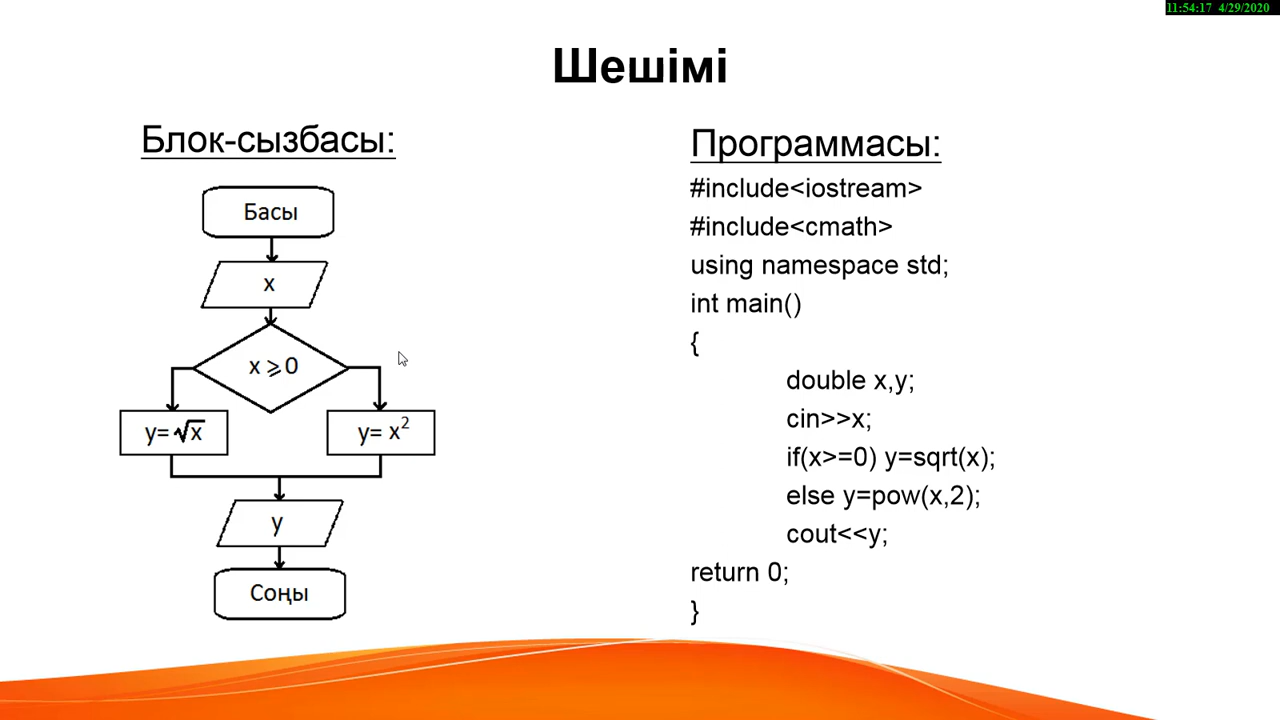 11:54:17 4/29/2020
Шешімі
Блок-сызбасы:
Басы
x
x ⩾ 0
y= √x
y= x²
y
Соңы
Программасы:
#include<iostream>
#include<cmath>
using namespace std;
int main()
{
double x,y;
cin>>x;
if(x>=0) y=sqrt(x);
else y=pow(x,2);
cout<<y;
return 0;
}